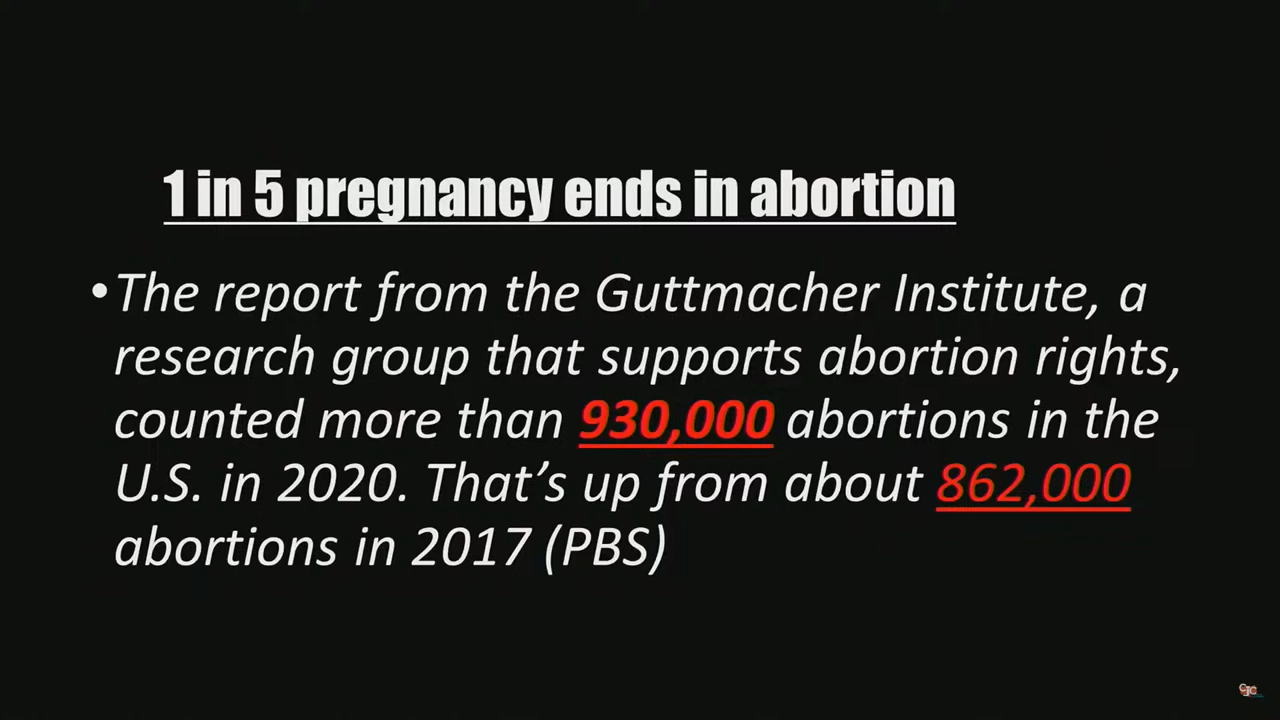 1 in 5 pregnancy ends in abortion
•The report from the Guttmacher Institute, a
research group that supports abortion rights,
counted more than 930,000 abortions in the
U.S. in 2020. That’s up from about 862,000
abortions in 2017 (PBS)
CJC